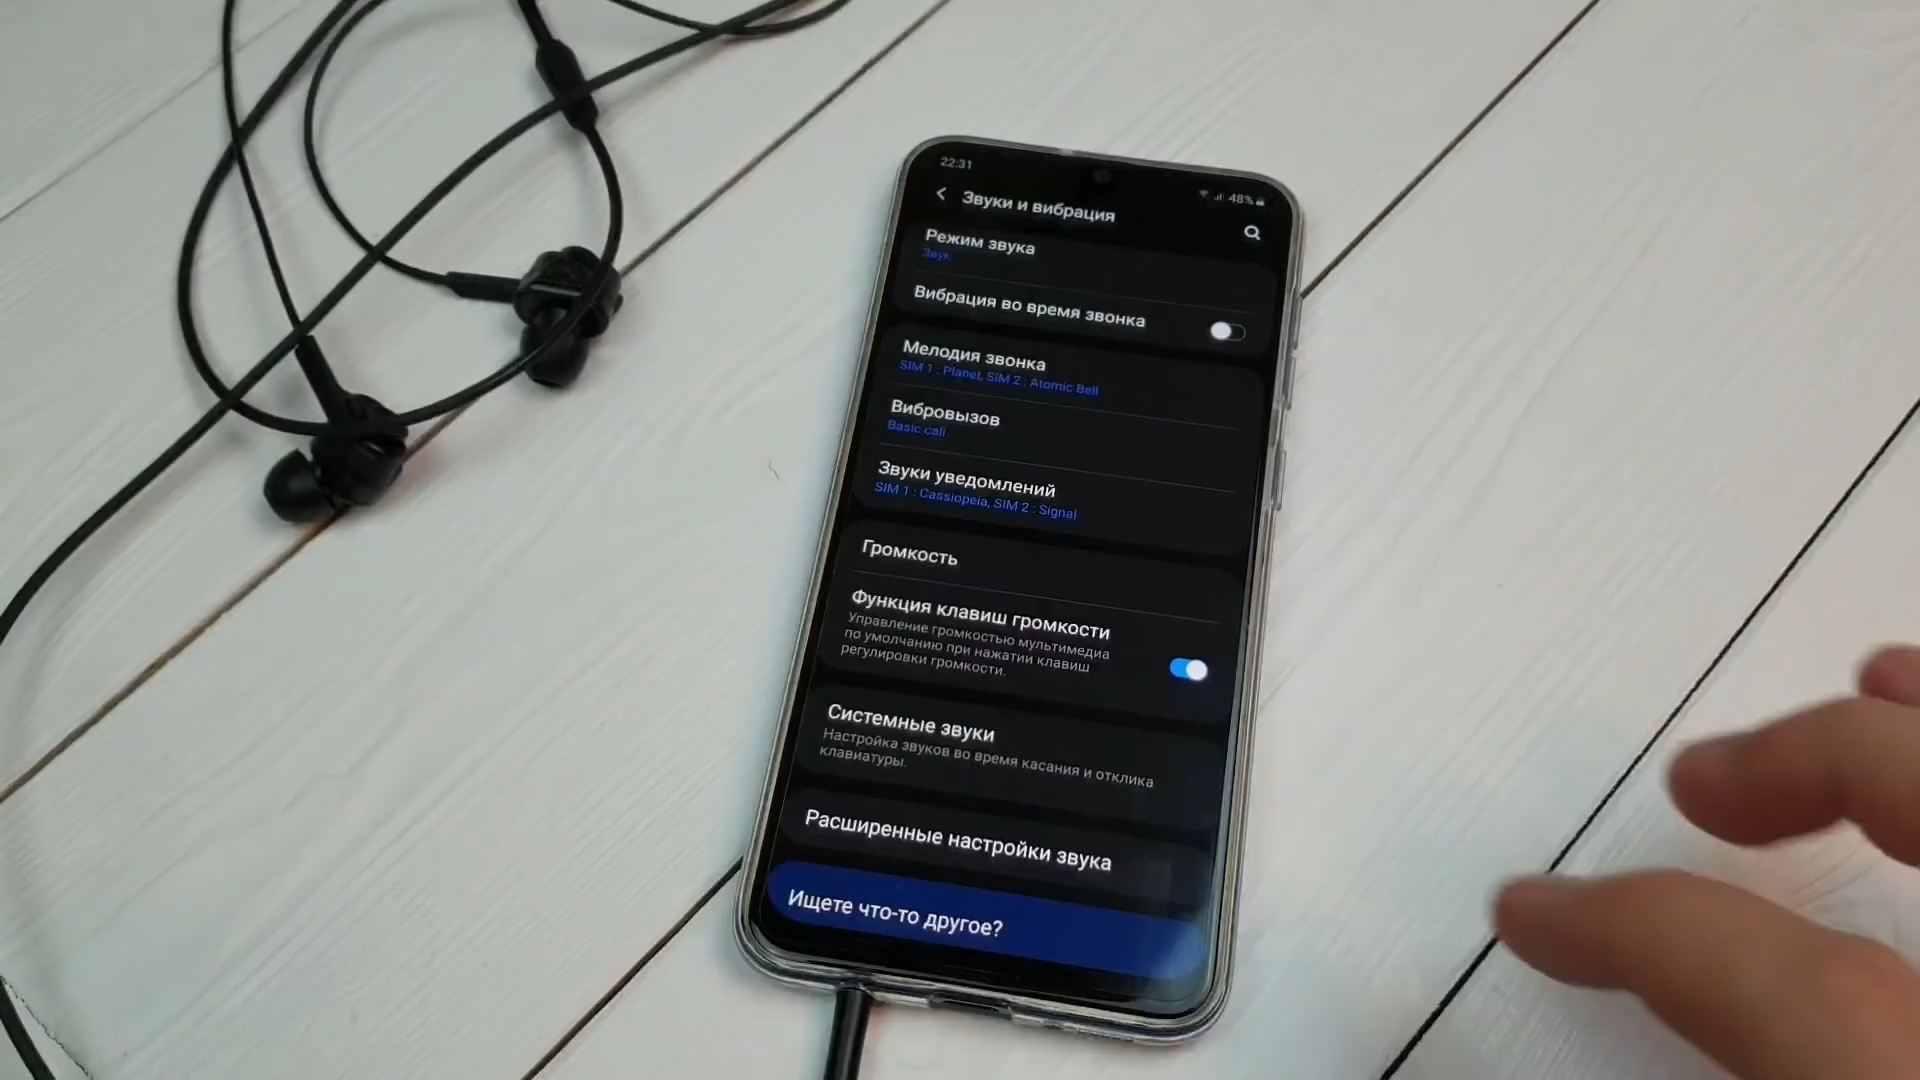 22:31
48%
Звуки и вибрация
Режим звука
Звук
Вибрация во время звонка
Мелодия звонка
SIM 1 : Planet, SIM 2 : Atomic Bell
Вибровызов
Basic call
Звуки уведомлений
SIM 1 : Cassiopeia, SIM 2 : Signal
Громкость
Функция клавиш громкости
Управление громкостью мультимедиа
по умолчанию при нажатии клавиш
регулировки громкости.
Системные звуки
Настройка звуков во время касания и отклика
клавиатуры.
Расширенные настройки звука
Ищете что-то другое?